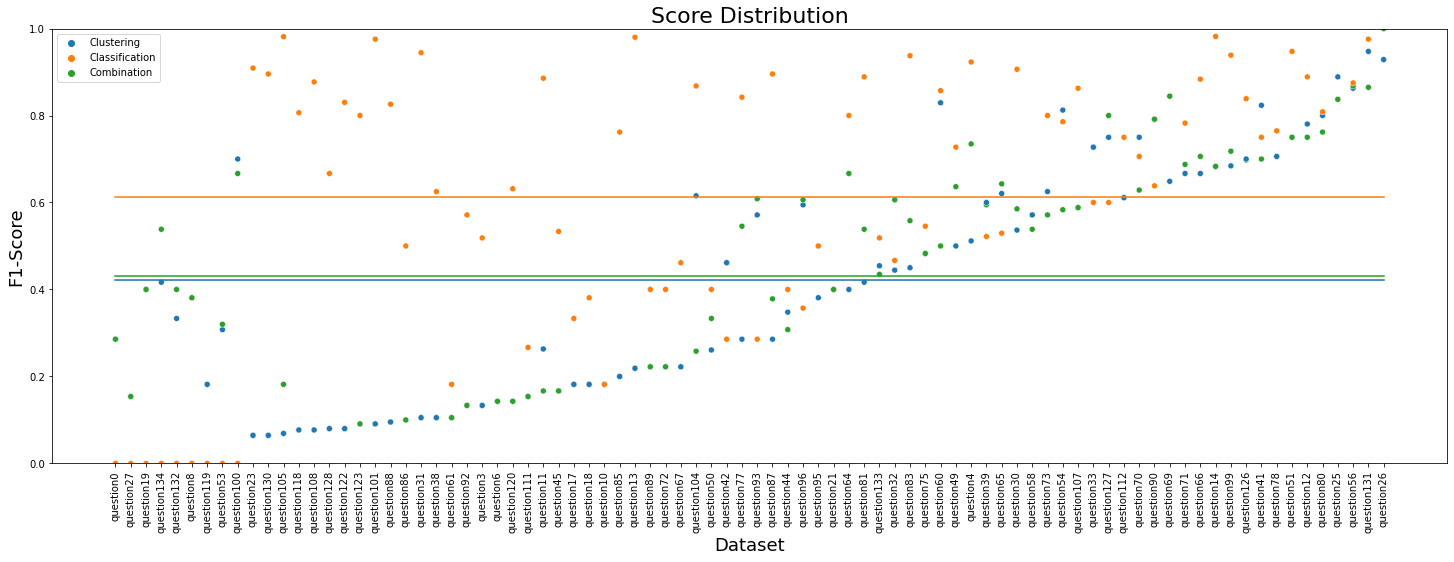 Score Distribution
Clustering
Classification
Combination
F1-Score
1.0
0.8
0.6
0.4
0.2
0.0
question0
question27
question19
question134
question132
question8
question119
question53
question100
question23
question130
question105
question118
question108
question128
question122
question123
question101
question88
question86
question31
question38
question61
question92
question3
question6
question120
question111
question11
question45
question17
question18
question10
question85
question13
question89
question72
question67
question104
question50
question42
question77
question93
question87
question44
question96
question95
question21
question64
question81
question133
question32
question83
question75
question60
question49
question4
question39
question65
question30
question58
question73
question54
question107
question33
question127
question112
question70
question90
question69
question71
question66
question14
question99
question126
question41
question78
question51
question12
question80
question25
question56
question131
question26
Dataset